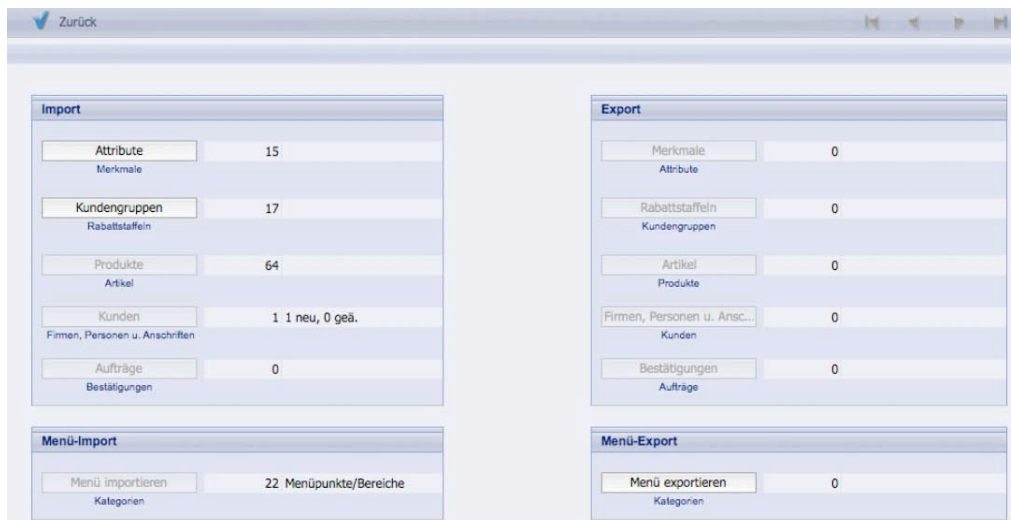 Zurück
Import
Attribute 15
Merkmale
Kundengruppen 17
Rabattstaffeln
Produkte 64
Artikel
Kunden 1 1 neu, 0 geä.
Firmen, Personen u. Anschriften
Aufträge 0
Bestätigungen
Menü-Import
Menü importieren 22 Menüpunkte/Bereiche
Kategorien
Export
Merkmale 0
Attribute
Rabattstaffeln 0
Kundengruppen
Artikel 0
Produkte
Firmen, Personen u. Ansc... 0
Kunden
Bestätigungen 0
Aufträge
Menü-Export
Menü exportieren 0
Kategorien